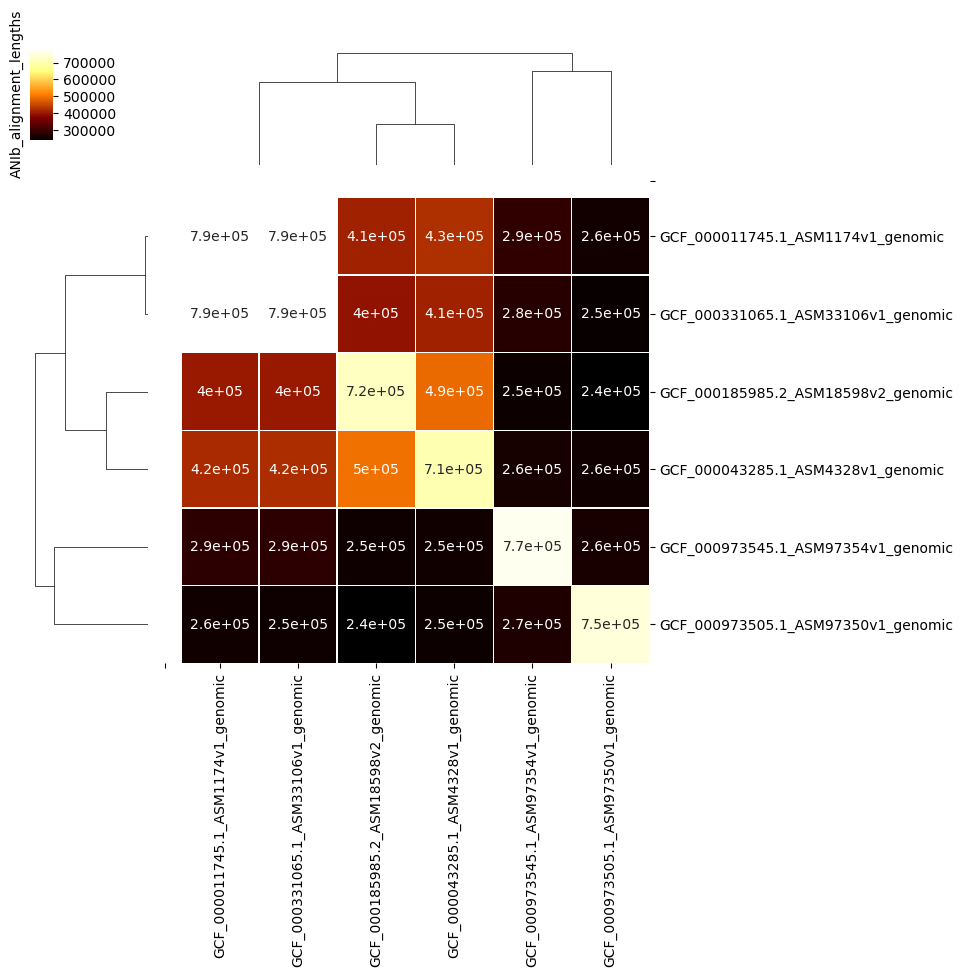 ANIb_alignment_lengths
700000
600000
500000
400000
300000
7.9e+05 7.9e+05 4.1e+05 4.3e+05 2.9e+05 2.6e+05 GCF_000011745.1_ASM1174v1_genomic
7.9e+05 7.9e+05 4e+05 4.1e+05 2.8e+05 2.5e+05 GCF_000331065.1_ASM33106v1_genomic
4e+05 4e+05 7.2e+05 4.9e+05 2.5e+05 2.4e+05 GCF_000185985.2_ASM18598v2_genomic
4.2e+05 4.2e+05 5e+05 7.1e+05 2.6e+05 2.6e+05 GCF_000043285.1_ASM4328v1_genomic
2.9e+05 2.9e+05 2.5e+05 2.5e+05 7.7e+05 2.6e+05 GCF_000973545.1_ASM97354v1_genomic
2.6e+05 2.5e+05 2.4e+05 2.5e+05 2.7e+05 7.5e+05 GCF_000973505.1_ASM97350v1_genomic
GCF_000011745.1_ASM1174v1_genomic
GCF_000331065.1_ASM33106v1_genomic
GCF_000185985.2_ASM18598v2_genomic
GCF_000043285.1_ASM4328v1_genomic
GCF_000973545.1_ASM97354v1_genomic
GCF_000973505.1_ASM97350v1_genomic